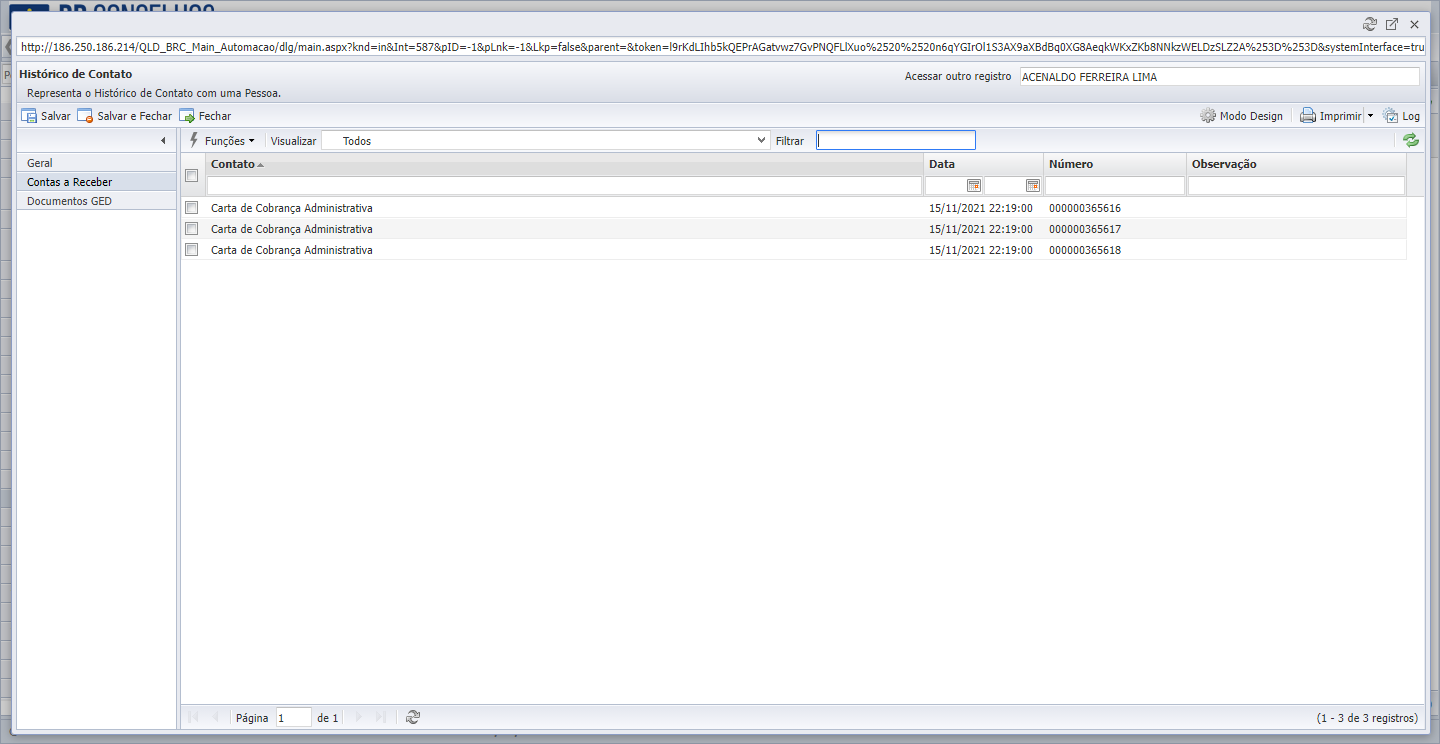 http://186.250.186.214/QLD_BRC_Main_Automacao/dlg/main.aspx?knd=in&Int=587&pID=-1&pLnk=-1&Lkp=false&parent=&token=l9rKdLIhb5kQEPrAGatvwz7GvPNQFLlXuo%2520%2520n6qYGIrOl1S3AX9aXBdBq0XG8AeqkWKxZKb8NNkzWELDzSLZ2A%253D%253D&systemInterface=tru
Histórico de Contato
Acessar outro registro ACENALDO FERREIRA LIMA
Representa o Histórico de Contato com uma Pessoa.
Salvar Salvar e Fechar Fechar Modo Design Imprimir Log
Funções Visualizar Todos Filtrar
Geral
Contas a Receber
Documentos GED
Contato Data Número Observação
Carta de Cobrança Administrativa 15/11/2021 22:19:00 000000365616
Carta de Cobrança Administrativa 15/11/2021 22:19:00 000000365617
Carta de Cobrança Administrativa 15/11/2021 22:19:00 000000365618
Página 1 de 1 (1 - 3 de 3 registros)